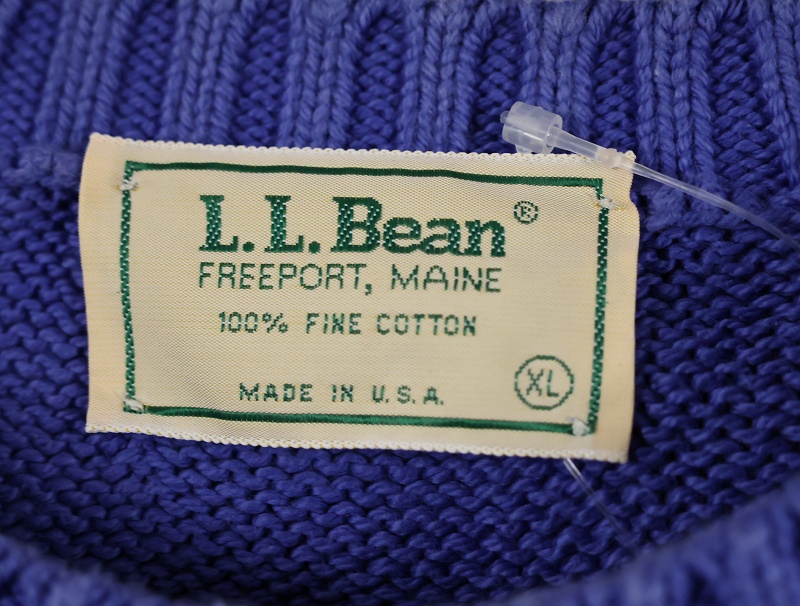 L.L.Bean®
FREEPORT, MAINE
100% FINE COTTON
XL
MADE IN U.S.A.